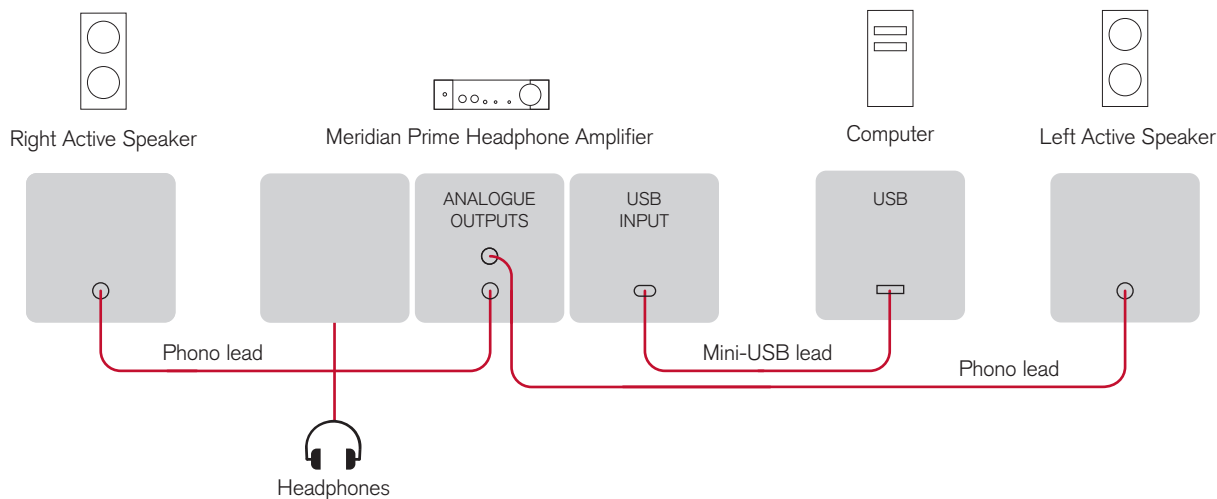 Right Active Speaker
Meridian Prime Headphone Amplifier
Computer
Left Active Speaker
ANALOGUE
OUTPUTS
USB
INPUT
USB
Phono lead
Mini-USB lead
Phono lead
Headphones